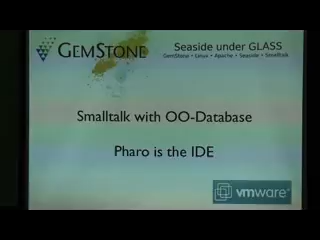 GEMSTONE
Seaside under GLASS
GemStone • Linux • Apache • Seaside • Smalltalk
Smalltalk with OO-Database
Pharo is the IDE
vmware